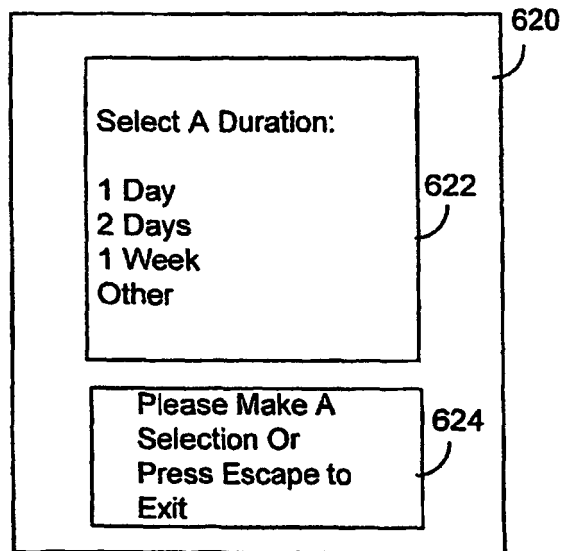 620
Select A Duration:
1 Day
2 Days
1 Week
Other
622
Please Make A
Selection Or
Press Escape to
Exit
624